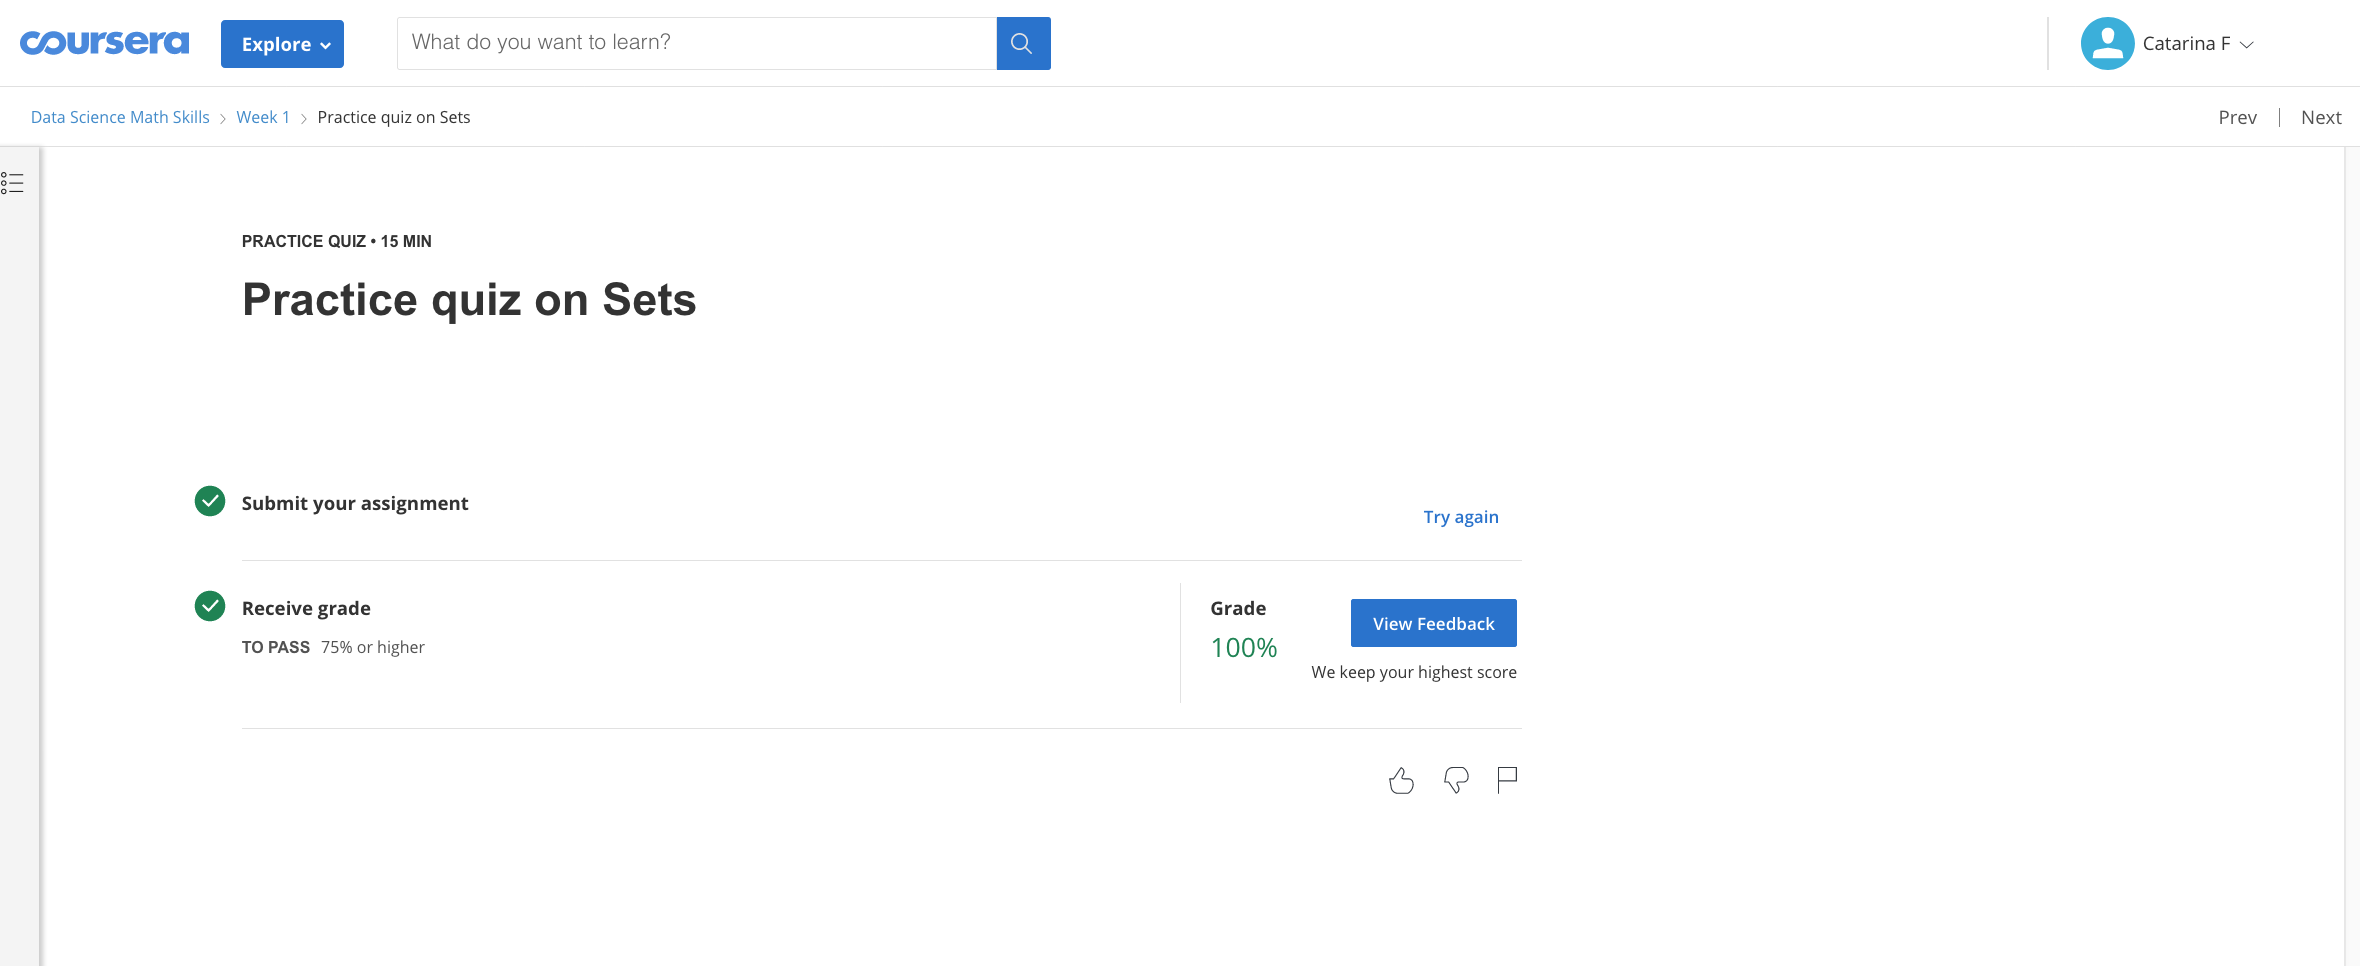 coursera
Explore
What do you want to learn?
Catarina F
Data Science Math Skills > Week 1 > Practice quiz on Sets
Prev | Next
PRACTICE QUIZ • 15 MIN
Practice quiz on Sets
Submit your assignment
Try again
Receive grade
TO PASS 75% or higher
Grade
100%
View Feedback
We keep your highest score